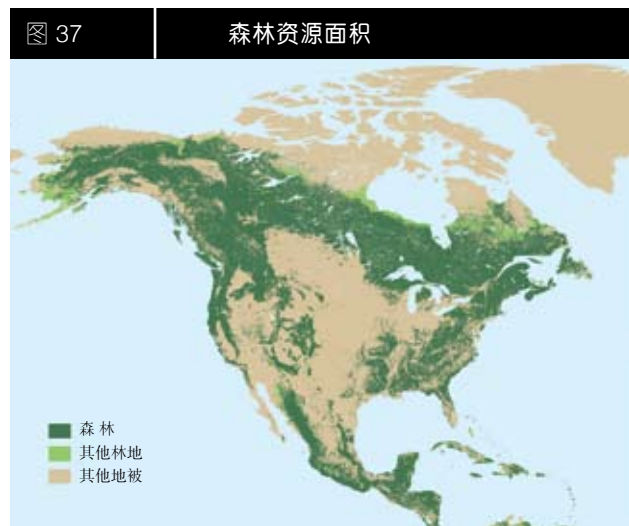 图 37
森林资源面积
森 林
其他林地
其他地被